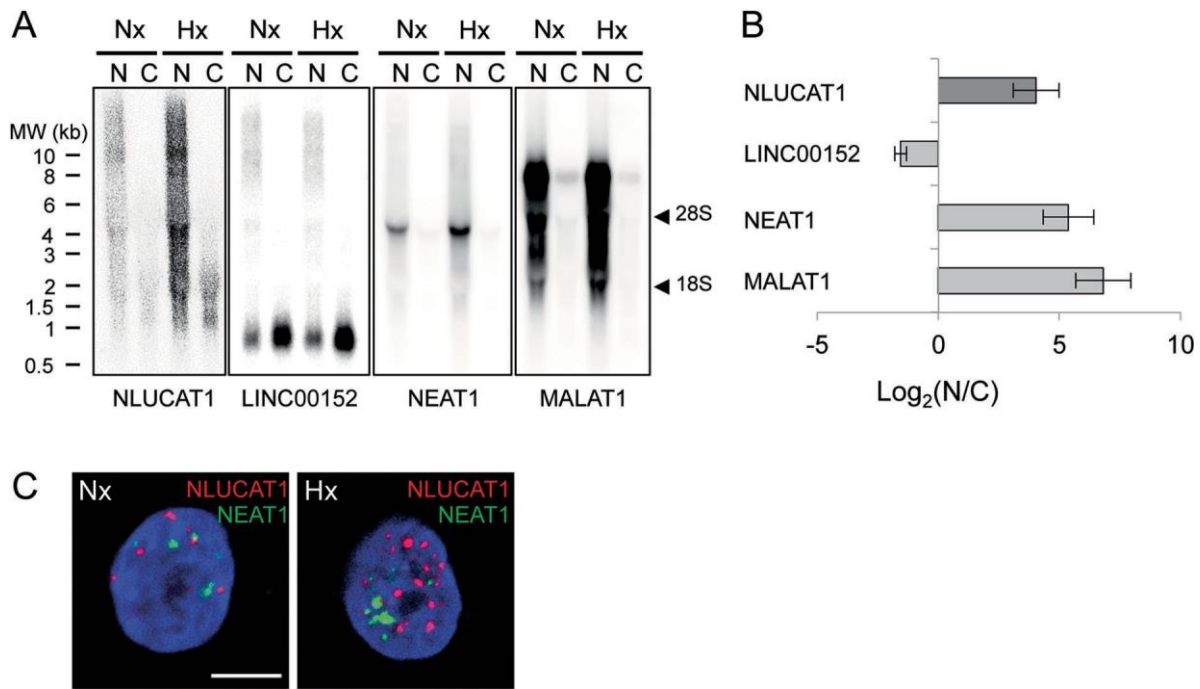 A
Nx Hx Nx Hx Nx Hx Nx Hx
N C N C N C N C N C N C N C N C
MW (kb)
10
8
6
4
3
2
1.5
1
0.5
28S
18S
NLUCAT1 LINC00152 NEAT1 MALAT1
B
NLUCAT1
LINC00152
NEAT1
MALAT1
-5 0 5 10
Log₂(N/C)
C
Nx NLUCAT1
NEAT1
Hx NLUCAT1
NEAT1